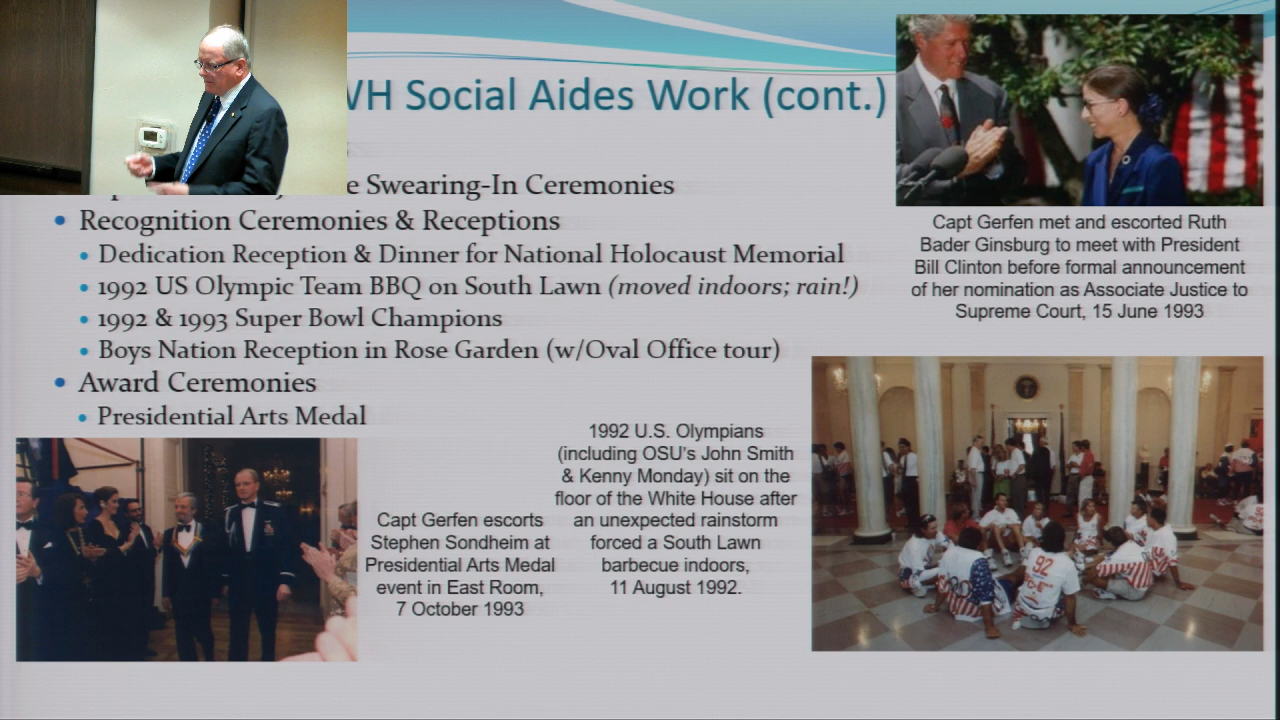 WH Social Aides Work (cont.)
Swearing-In Ceremonies
• Recognition Ceremonies & Receptions
• Dedication Reception & Dinner for National Holocaust Memorial
• 1992 US Olympic Team BBQ on South Lawn (moved indoors; rain!)
• 1992 & 1993 Super Bowl Champions
• Boys Nation Reception in Rose Garden (w/Oval Office tour)
• Award Ceremonies
• Presidential Arts Medal
Capt Gerfen met and escorted Ruth
Bader Ginsburg to meet with President
Bill Clinton before formal announcement
of her nomination as Associate Justice to
Supreme Court, 15 June 1993
1992 U.S. Olympians
(including OSU's John Smith
& Kenny Monday) sit on the
floor of the White House after
an unexpected rainstorm
forced a South Lawn
barbecue indoors,
11 August 1992.
Capt Gerfen escorts
Stephen Sondheim at
Presidential Arts Medal
event in East Room,
7 October 1993
92